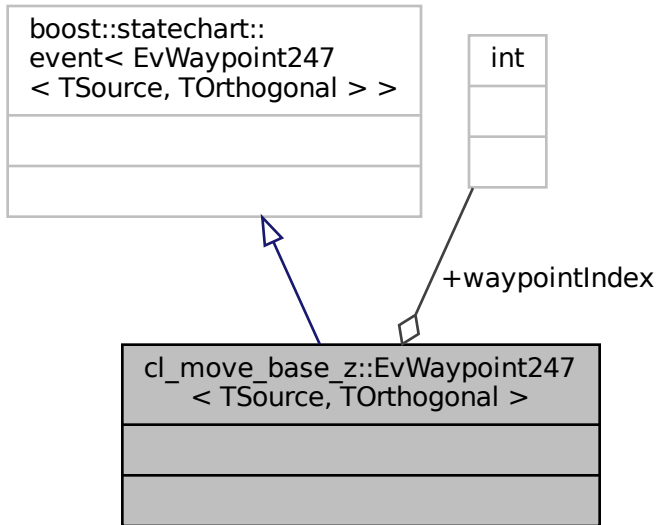 boost::statechart::
event< EvWaypoint247
< TSource, TOrthogonal > >
int
+waypointIndex
cl_move_base_z::EvWaypoint247
< TSource, TOrthogonal >